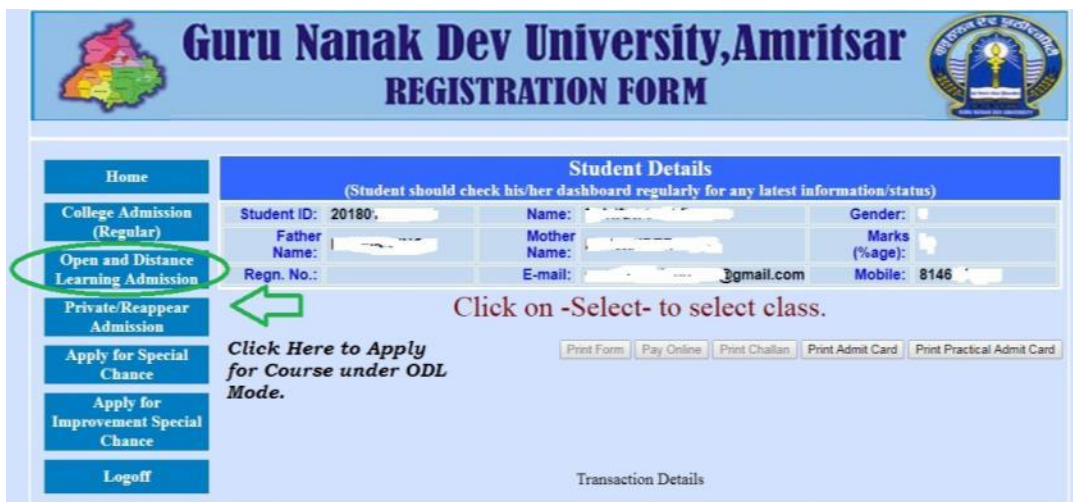 Guru Nanak Dev University,Amritsar
REGISTRATION FORM
Home
College Admission
(Regular)
Open and Distance
Learning Admission
Private/Reappear
Admission
Apply for Special
Chance
Apply for
Improvement Special
Chance
Logoff
Student Details
(Student should check his/her dashboard regularly for any latest information/status)
Student ID: 20180 Name: Gender:
Father Name: Mother Name: Marks (%age):
Regn. No.: E-mail: @gmail.com Mobile: 8146
Click on -Select- to select class.
Click Here to Apply
for Course under ODL
Mode.
Print Form Pay Online Print Challan Print Admit Card Print Practical Admit Card
Transaction Details